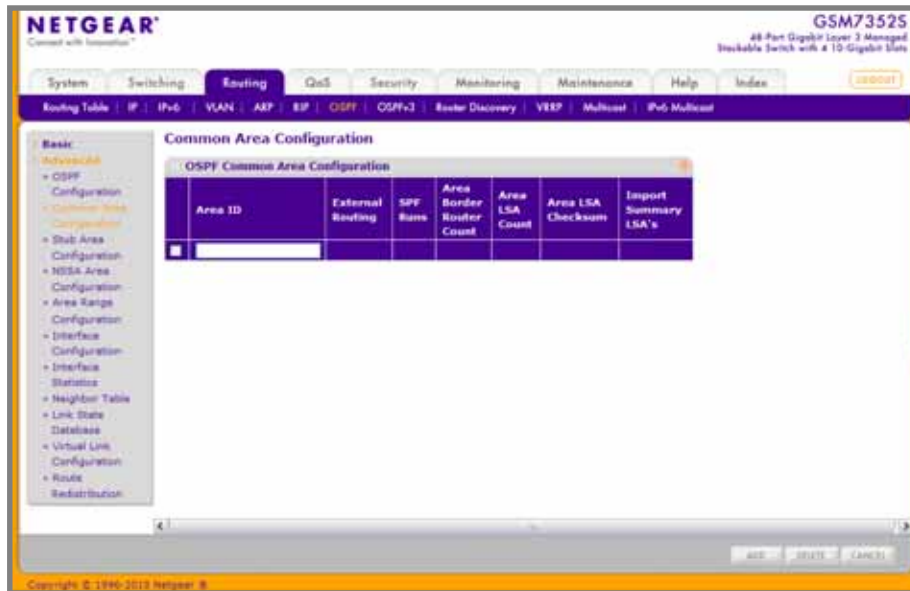 NETGEAR®
Connect with Innovation™
GSM7352S
48-Port Gigabit Layer 3 Managed
Stackable Switch with 4 10-Gigabit Slots
System Switching Routing QoS Security Monitoring Maintenance Help Index LOGOUT
Routing Table | IP | IPv6 | VLAN | ARP | RIP | OSPF | OSPFv3 | Router Discovery | VRRP | Multicast | IPv6 Multicast
Basic
Advanced
» OSPF
Configuration
» Common Area
Configuration
» Stub Area
Configuration
» NSSA Area
Configuration
» Area Range
Configuration
» Interface
Configuration
» Interface
Statistics
» Neighbor Table
» Link State
Database
» Virtual Link
Configuration
» Route
Redistribution
Common Area Configuration
OSPF Common Area Configuration
Area ID
External Routing
SPF Runs
Area Border Router Count
Area LSA Count
Area LSA Checksum
Import Summary LSA's
ADD DELETE CANCEL
Copyright © 1996-2010 Netgear ®